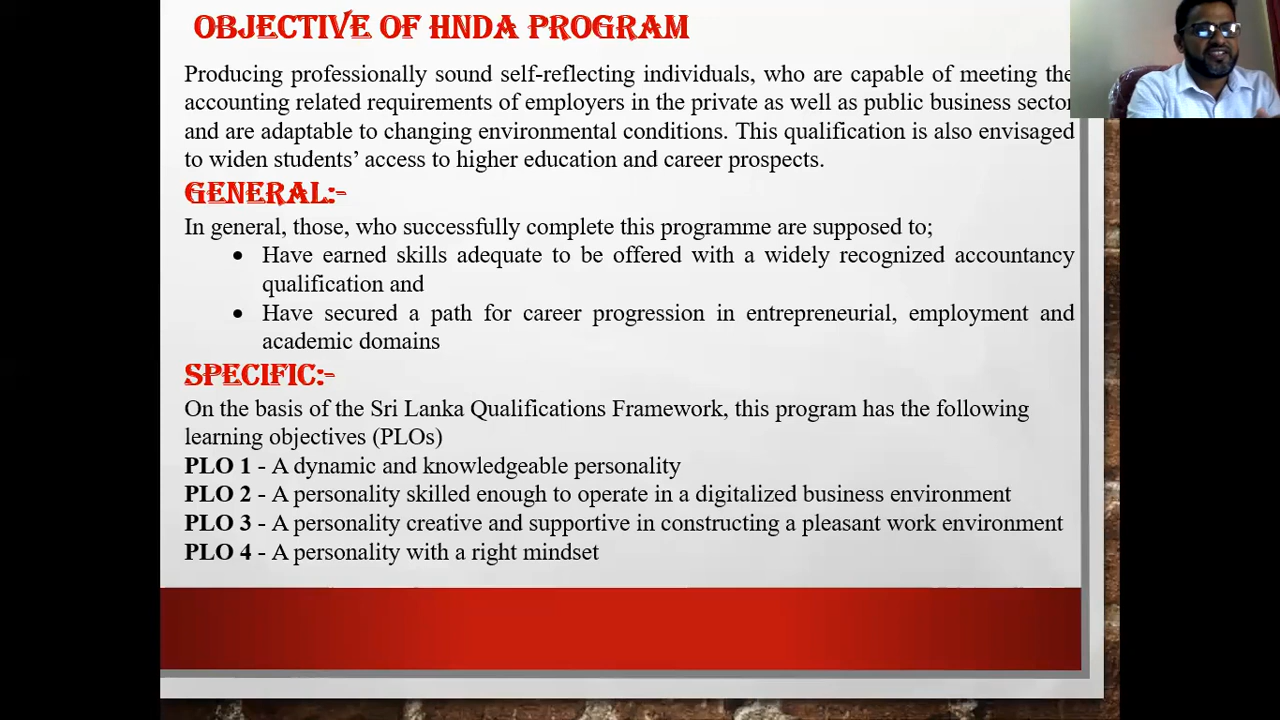 OBJECTIVE OF HNDA PROGRAM
Producing professionally sound self-reflecting individuals, who are capable of meeting the
accounting related requirements of employers in the private as well as public business sector
and are adaptable to changing environmental conditions. This qualification is also envisaged
to widen students’ access to higher education and career prospects.
GENERAL:-
In general, those, who successfully complete this programme are supposed to;
• Have earned skills adequate to be offered with a widely recognized accountancy
qualification and
• Have secured a path for career progression in entrepreneurial, employment and
academic domains
SPECIFIC:-
On the basis of the Sri Lanka Qualifications Framework, this program has the following
learning objectives (PLOs)
PLO 1 - A dynamic and knowledgeable personality
PLO 2 - A personality skilled enough to operate in a digitalized business environment
PLO 3 - A personality creative and supportive in constructing a pleasant work environment
PLO 4 - A personality with a right mindset